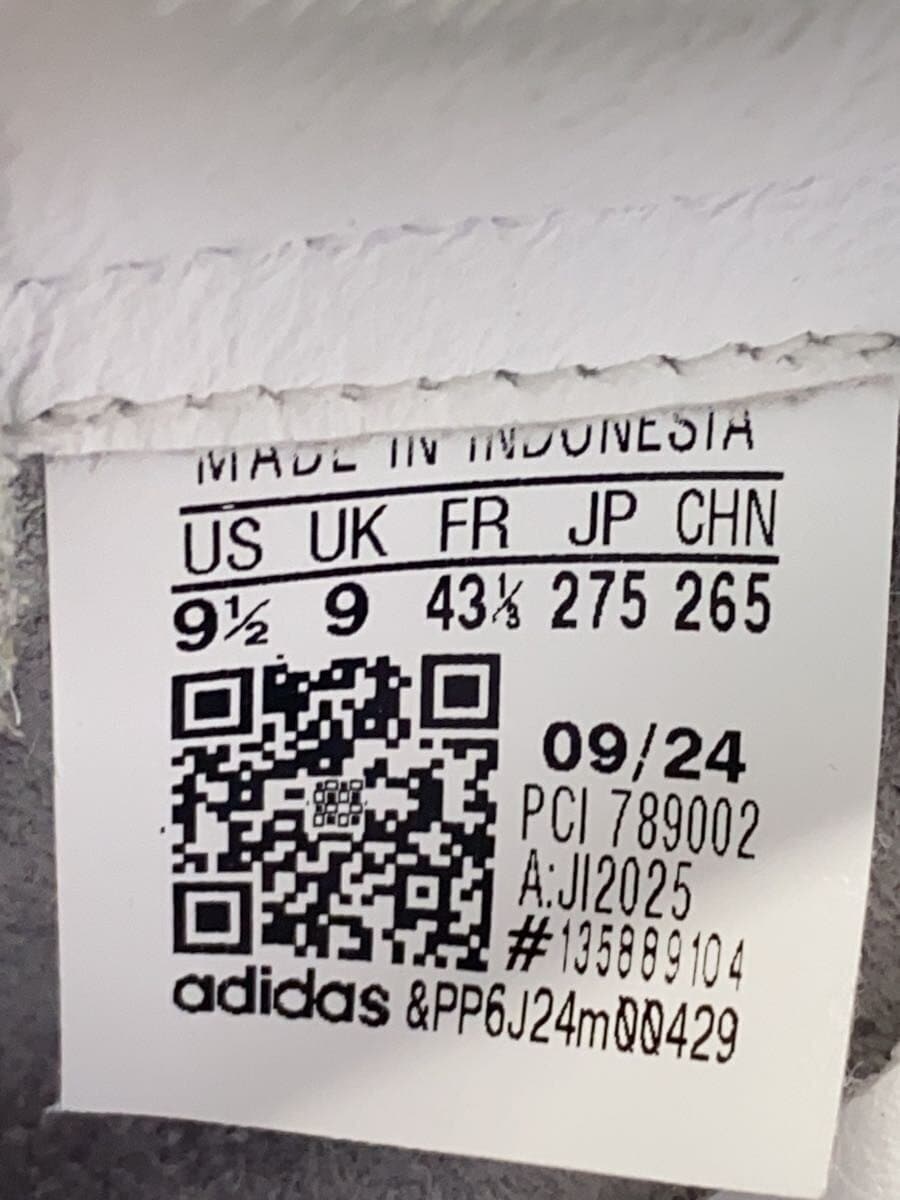 MADE IN INDONESIA
US UK FR JP CHN
9½ 9 43⅓ 275 265
09/24
PCI 789002
A:JI2025
#135889104
adidas &PP6J24m00429